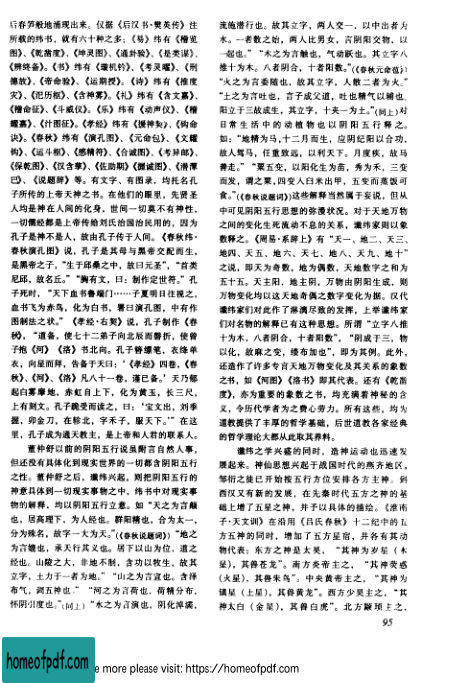 后春笋般地涌现出来。仅据《后汉书·樊英传》注
所载的纬书,就有六十种之多:《易》纬有《稽览
图》、《乾凿度》、《坤灵图》、《通卦验》、《是类谋》、
《辨终备》。《书》纬有《璇机钤》、《考灵曜》、《刑
德放》、《帝命验》、《运期授》。《诗》纬有《推度
灾》、《汜历枢》、《含神雾》。《礼》纬有《含文嘉》、
《稽命征》、《斗威仪》。《乐》纬有《动声仪》、《稽
耀嘉》、《汁图征》。《孝经》纬有《援神契》、《钩命
诀》。《春秋》纬有《演孔图》、《元命包》、《文耀
钩》、《运斗枢》、《感精符》、《合诚图》、《考异邮》、
《保乾图》、《汉含孳》、《佐助期》、《握诚图》、《潜潭
巴》、《说题辞》等。有文字、有图录,均托名孔
子所传的上帝天神之书。在他们的眼里,先贤圣
人均是神在人间的化身,世间一切莫不有神性,
一切儒经都是上帝传给刘氏治国治民用的,因为
孔子是神不是人,故由孔子传于人间。《春秋纬·
春秋演孔图》说,孔子是其母与黑帝交配而生,
是黑帝之子,“生于邱桑之中,故曰元圣”,“首类
尼邱,故名丘。”“胸有文,曰:制作定世符。”孔
子死时,“天下血书鲁端门……子夏明日往视之,
血书飞为赤鸟,化为白书,署曰演孔图,中有作
图制法之状。”《孝经·右契》说,孔子制作《春
秋》,“道备,使七十二弟子向北辰而磬折,使曾
子抱《河》《洛》书北向。孔子簪缥笔,衣绛单
衣,向星而拜,告备于天曰:‘《孝经》四卷,《春
秋》、《河》、《洛》凡八十一卷,谨已备。’天乃郁
起白雾摩地,赤虹自上下,化为黄玉,长三尺,
上有刻文。孔子跪受而读之,曰:‘宝文出,刘季
握,卯金刀,在轸北,字禾子,服天下。’”在这
里,孔子成为通天教主,是上帝和人君的联系人。
董仲舒以前的阴阳五行说虽附言自然人事,
但还没有具体化到现实世界的一切都含阴阳五行
之性。董仲舒之后,谶纬兴起,则把阴阳五行的
神意具体到一切现实事物之中,纬书中对现实事
物的解释,均以阴阳五行立意。如“天之为言颠
也,居高理下,为人经也。群阳精也,合为太一,
分为殊名,故字一大为天。”(《春秋说题词》)“地之
为言媲也,承天行其义也。居下以山为位,道之
经也。山陵之大,非地不制,含功以牧生。故其
立字,土力于一者为地。”“山之为言宣也。含泽
布气,调五神也。”“河之为言荷也。荷精分布,
怀阴引度也。”(同上)“水之为言演也,阴化淖濡,
流施潜行也。故其立字,两人交一,以中出者为
水。一者数之始,两人比男女,言阴阳交物,以
一起也。”“木之为言触也,气动跃也。其立字八
推十为木。八者阴合,十者阳数。”(《春秋元命苞》)
“火之为言委随也,故其立字,人散二者为火。”
“土之为言吐也,言子成父道,吐也精气以辅也。
阳立于三故成生,其立字,十夹一为土。”(同上)对
日常生活中的动植物也以阴阳五行释之。
如:“地精为马,十二月而生,应阴纪阳以合功,
故人驾马,任重致远,以利天下。月度疾,故马
善走。”“粟五变,以阳化生为苗,秀为禾,三变
而发,谓之粟,四变入臼米出甲,五变而蒸饭可
食。”(《春秋说题词》)这些解释当然属于妄说,但从
中可见阴阳五行思想的弥漫状况。对于天地万物
之间的变化生死流动不息的关系,谶纬家则以象
数释之。《周易·系辞上》有“天一、地二、天三、
地四、天五、地六、天七、地八、天九、地十”
之说,即天为奇数,地为偶数,天地数字之和为
五十五。天主阳、地主阴,万物由阴阳生成,则
万物变化均以这天地奇偶之数字变化为据。仅代
谶纬家们对此作了淋漓尽致的发挥,上举谶纬家
们对名物的解释已有这种思想。所谓“立字八推
十为木,八者阴合,十者阳数”,“阴成于三,物
以化,故麻之变,缕布加也”,即为其例。此外,
还造作了许多专言天地万物变化及其关系的象数
之书,如《河图》《洛书》即其代表。还有《乾凿
度》,亦为重要的象数之书,均充满着神秘的含
义,令历代学者为之费心劳力。所有这些,均为
道教提供了丰厚的哲学基础,后世道教各家经典
的哲学理论大都从此取其养料。
谶纬之学兴盛的同时,造神运动也迅速发
展起来。神仙思想兴起于战国时代的燕齐地区,
邹衍之徒已开始按五行方位安排各方主神。到
西汉又有新的发展,在先秦时代五方之神的基
础上增了五星之神,并予以具体的描绘。《淮南
子·天文训》在沿用《吕氏春秋》十二纪中的五
方五神的同时,增加了五方星宿,并各有其动
物代表:东方之神是太昊,“其神为岁星(木
星),其兽苍龙”。南方炎帝主之,“其神荧惑
(火星),其兽朱鸟”。中央黄帝主之,“其神为
镇星(土星),其兽黄龙”。西方少昊主之,“其
神太白(金星),其兽白虎”。北方颛顼主之,
95
homeofpdf.com
e more please visit: https://homeofpdf.com